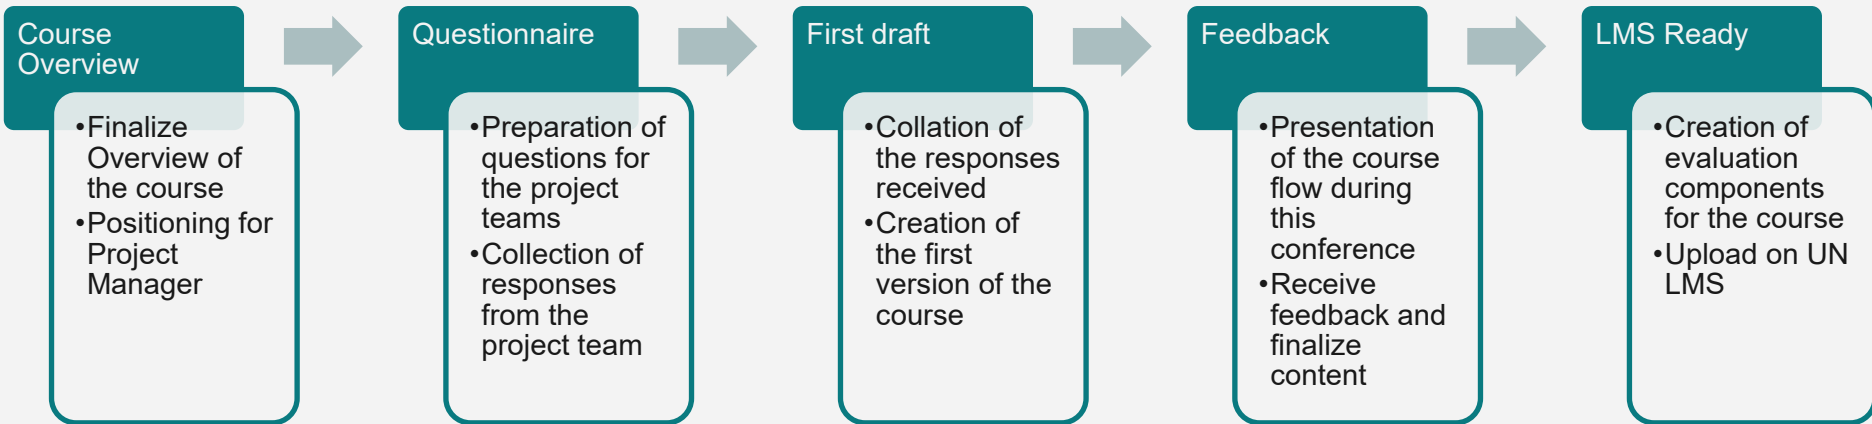 Course
Overview
•Finalize
Overview of
the course
•Positioning for
Project
Manager
Questionnaire
•Preparation of
questions for
the project
teams
•Collection of
responses
from the
project team
First draft
•Collation of
the responses
received
•Creation of
the first
version of the
course
Feedback
•Presentation
of the course
flow during
this
conference
•Receive
feedback and
finalize
content
LMS Ready
•Creation of
evaluation
components
for the course
•Upload on UN
LMS